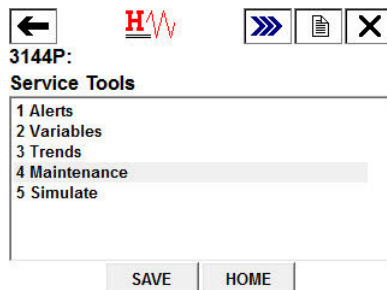 H
3144P:
Service Tools
1 Alerts
2 Variables
3 Trends
4 Maintenance
5 Simulate
SAVE HOME